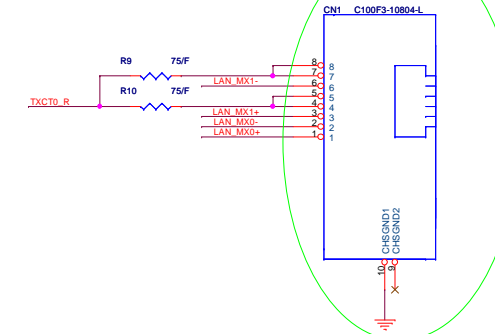 CN1 C100F3-10804-L
R9 75/F
8 8
7 7
LAN_MX1- 6 6
R10 75/F
5 5
TXCT0_R 4 4
LAN_MX1+ 3 3
LAN_MX0- 2 2
LAN_MX0+ 1 1
CHSGND1
CHSGND2
10 9